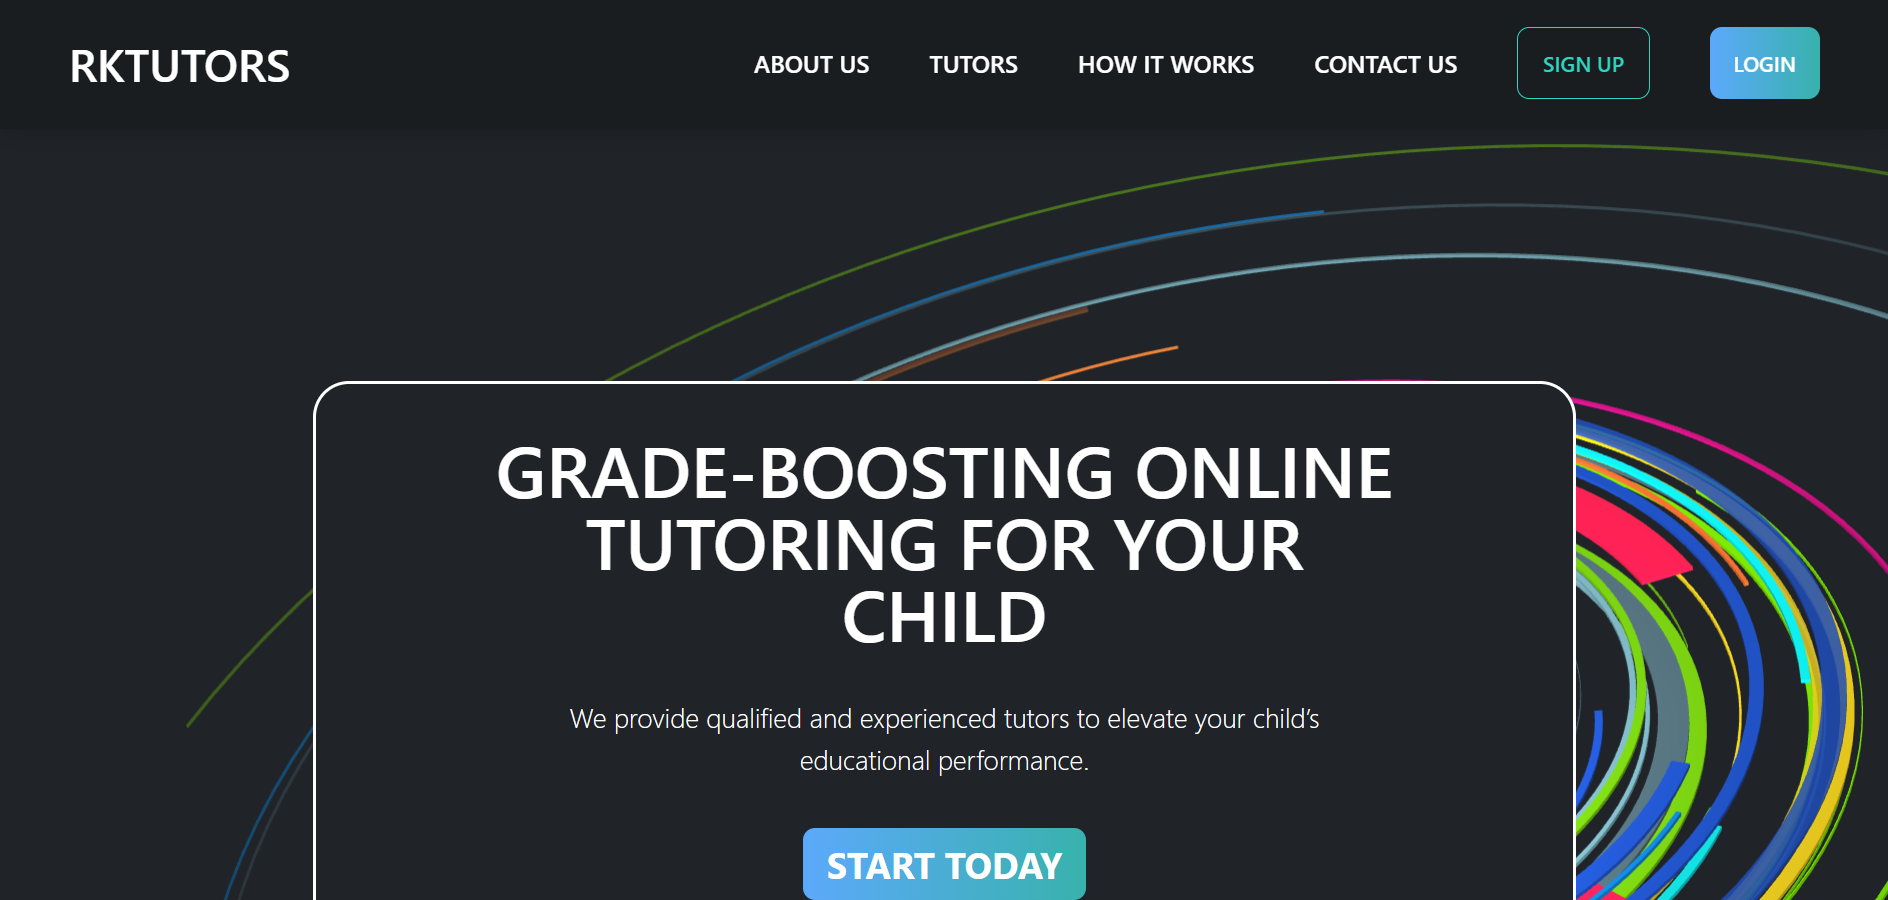 RKTUTORS
ABOUT US
TUTORS
HOW IT WORKS
CONTACT US
SIGN UP
LOGIN
GRADE-BOOSTING ONLINE
TUTORING FOR YOUR
CHILD
We provide qualified and experienced tutors to elevate your child’s
educational performance.
START TODAY